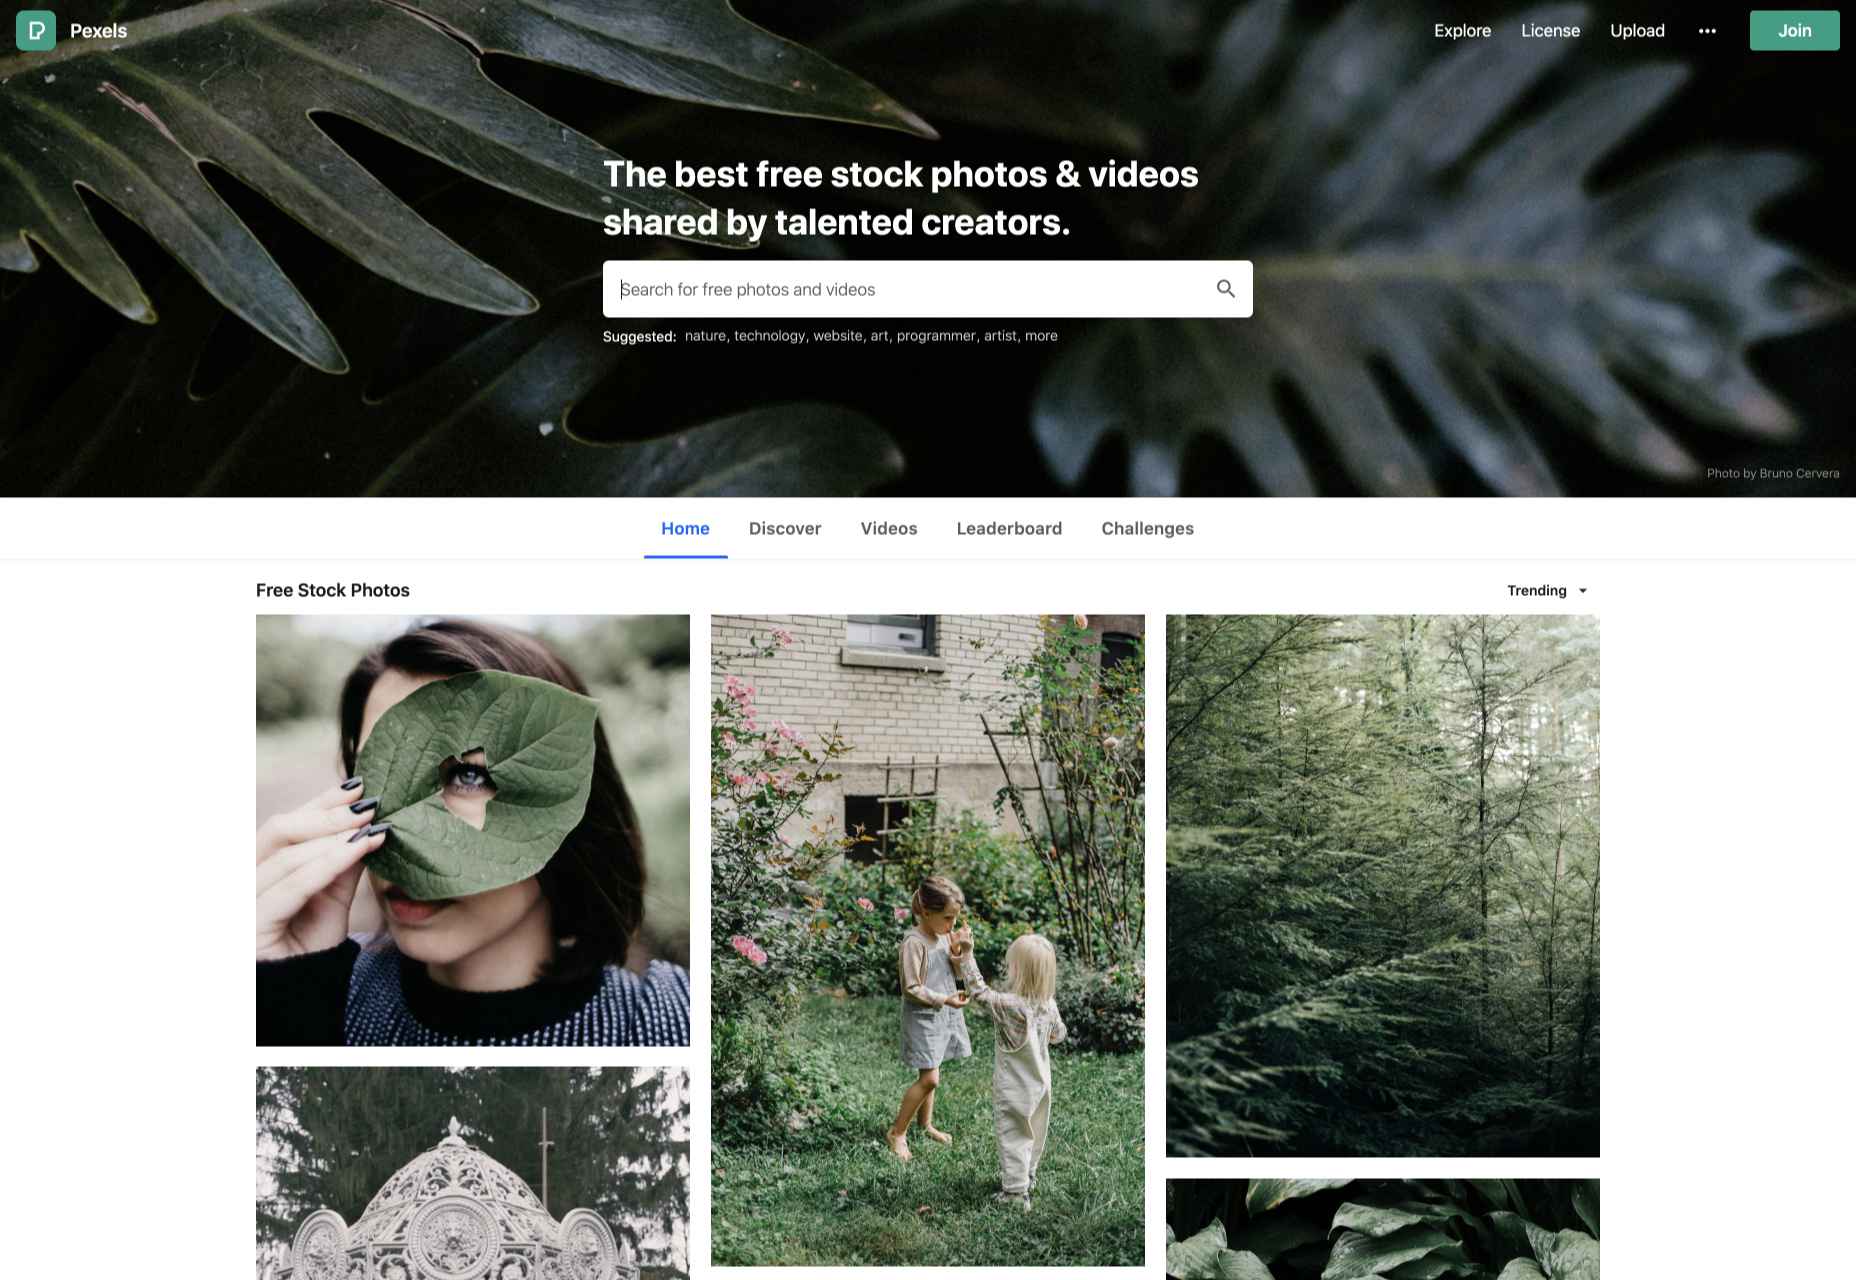 Pexels
Explore
License
Upload
Join
The best free stock photos & videos
shared by talented creators.
Search for free photos and videos
Suggested: nature, technology, website, art, programmer, artist, more
Photo by Bruno Cervera
Home
Discover
Videos
Leaderboard
Challenges
Free Stock Photos
Trending